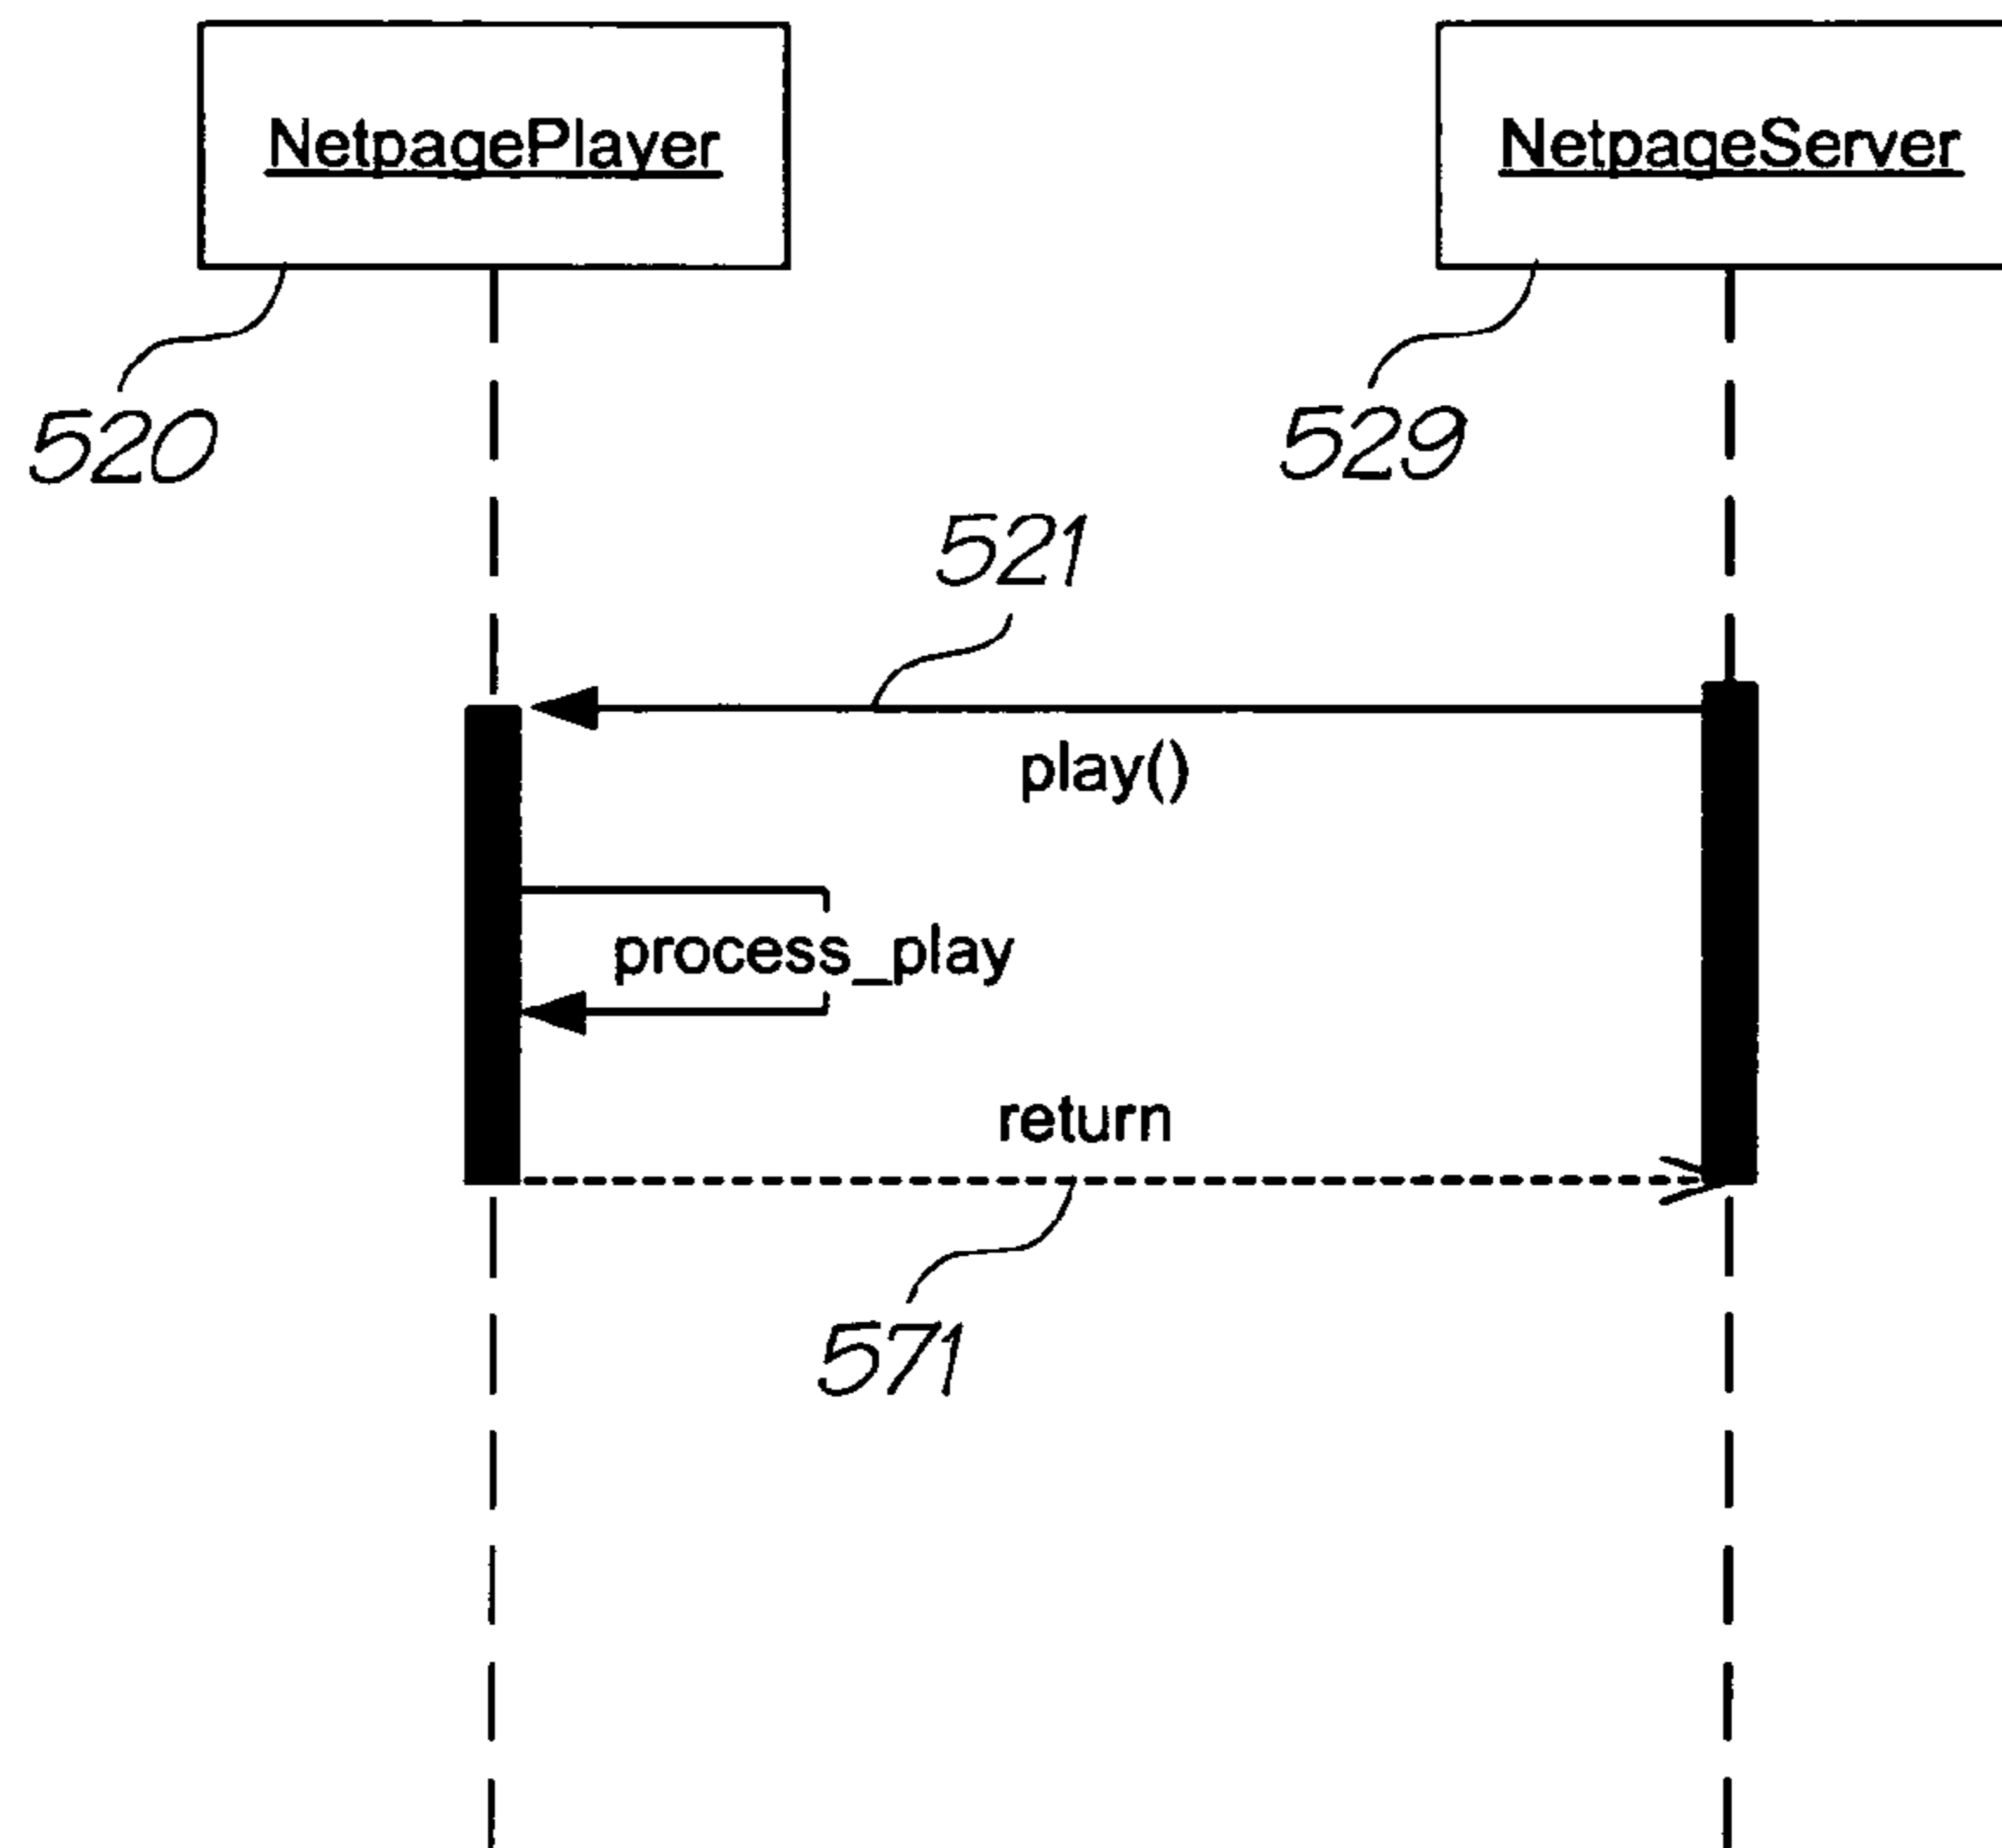 NetpagePlayer
NetpageServer
520
529
521
play()
process_play
return
571